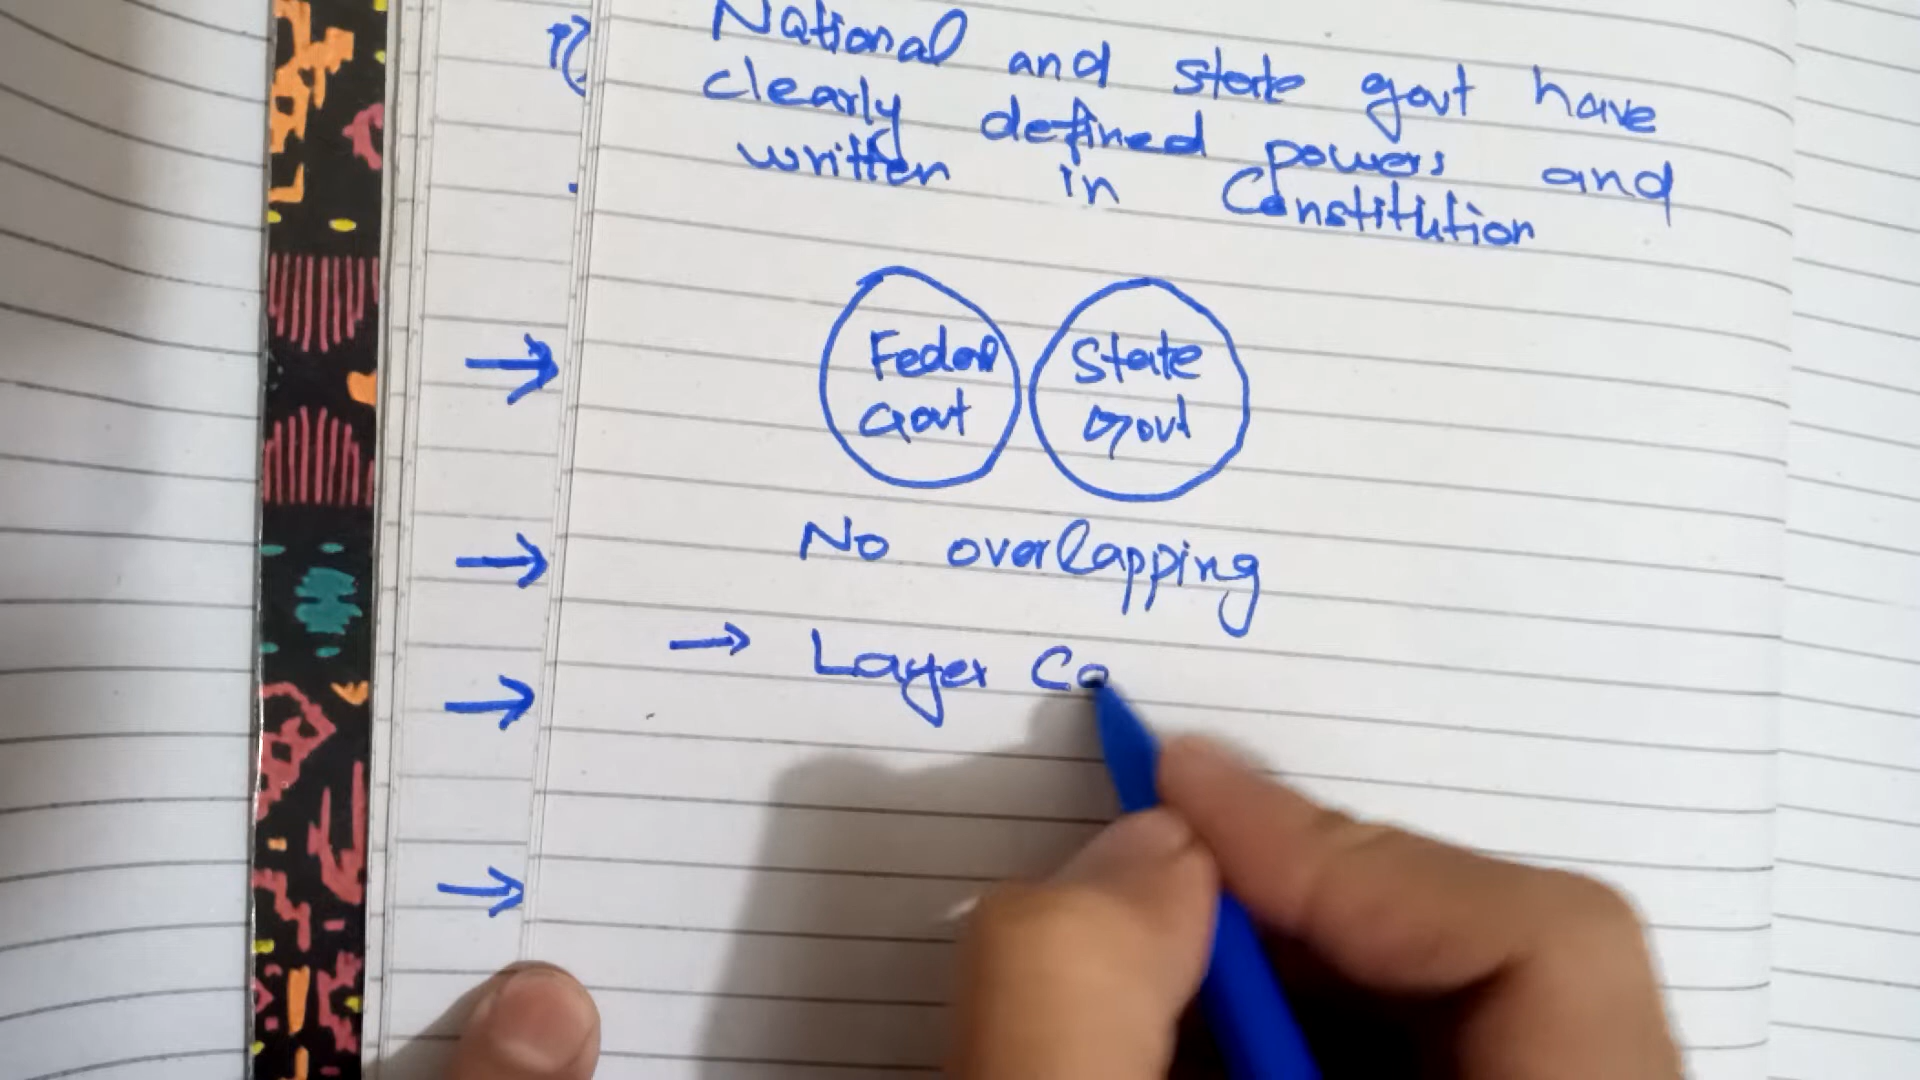 National and state govt have
clearly defined powers and
written in Constitution
Federal
Govt
State
Govt
No overlapping
→ Layer Ca